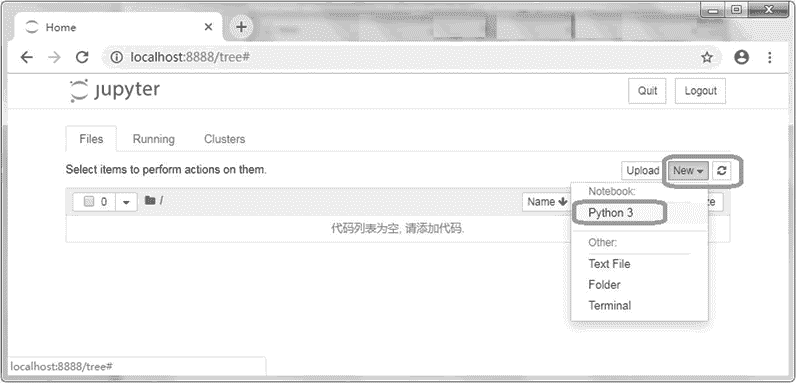 Home
localhost:8888/tree#
jupyter
Quit Logout
Files Running Clusters
Select items to perform actions on them.
Upload New
0 / Name
Notebook:
Python 3
代码列表为空, 请添加代码.
Other:
Text File
Folder
Terminal
localhost:8888/tree#